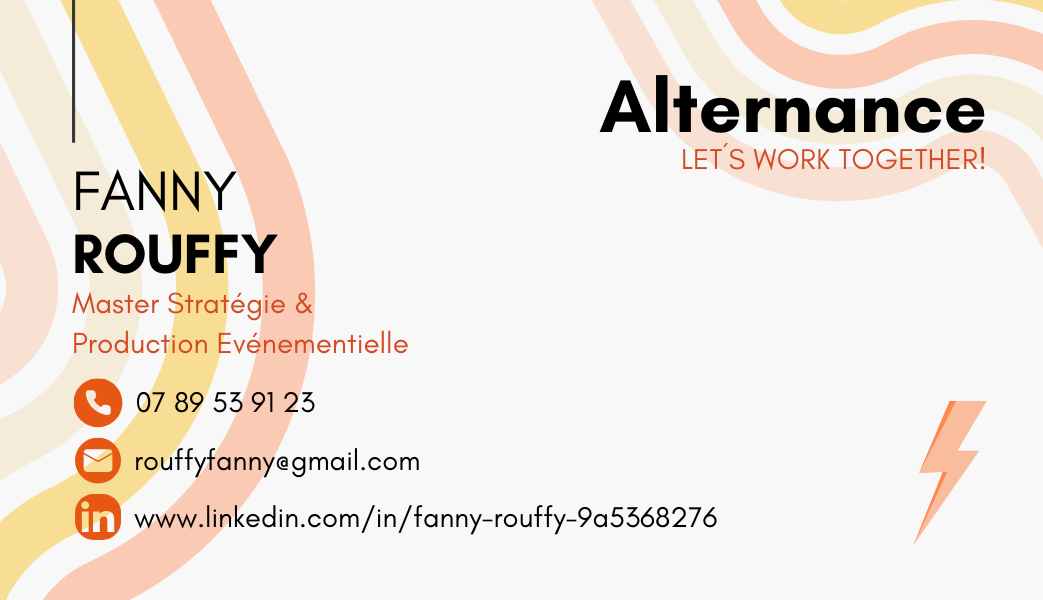 Alternance
LET´S WORK TOGETHER!
FANNY
ROUFFY
Master Stratégie &
Production Evénementielle
07 89 53 91 23
rouffyfanny@gmail.com
in
www.linkedin.com/in/fanny-rouffy-9a5368276